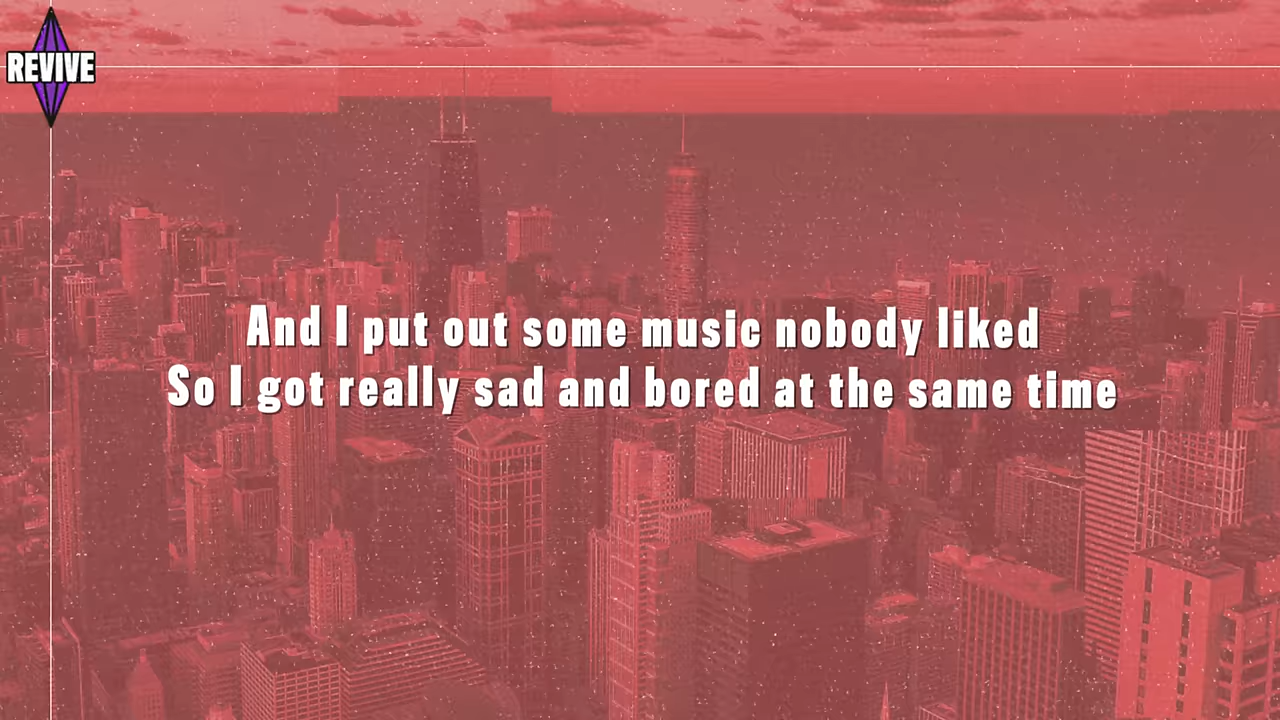 REVIVE
And I put out some music nobody liked
So I got really sad and bored at the same time